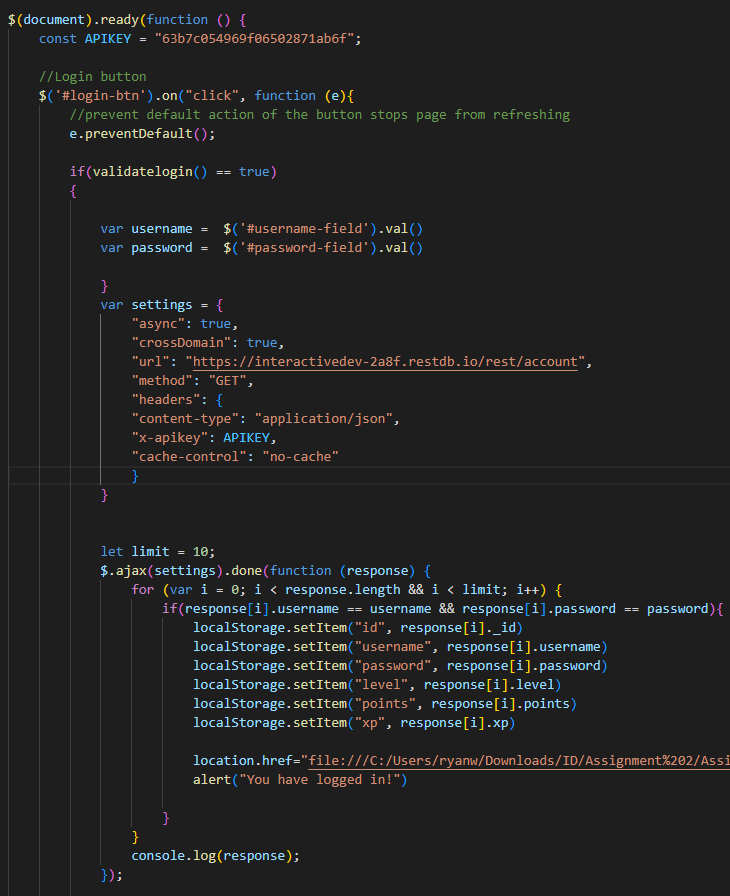 $(document).ready(function () {
const APIKEY = "63b7c054969f06502871ab6f";
//Login button
$('#login-btn').on("click", function (e){
//prevent default action of the button stops page from refreshing
e.preventDefault();
if(validatelogin() == true)
{
var username =  $('#username-field').val()
var password =  $('#password-field').val()
}
var settings = {
"async": true,
"crossDomain": true,
"url": "https://interactivedev-2a8f.restdb.io/rest/account",
"method": "GET",
"headers": {
"content-type": "application/json",
"x-apikey": APIKEY,
"cache-control": "no-cache"
}
}
let limit = 10;
$.ajax(settings).done(function (response) {
for (var i = 0; i < response.length && i < limit; i++) {
if(response[i].username == username && response[i].password == password){
localStorage.setItem("id", response[i]._id)
localStorage.setItem("username", response[i].username)
localStorage.setItem("password", response[i].password)
localStorage.setItem("level", response[i].level)
localStorage.setItem("points", response[i].points)
localStorage.setItem("xp", response[i].xp)
location.href="file:///C:/Users/ryanw/Downloads/ID/Assignment%202/Assi
alert("You have logged in!")
}
}
console.log(response);
});